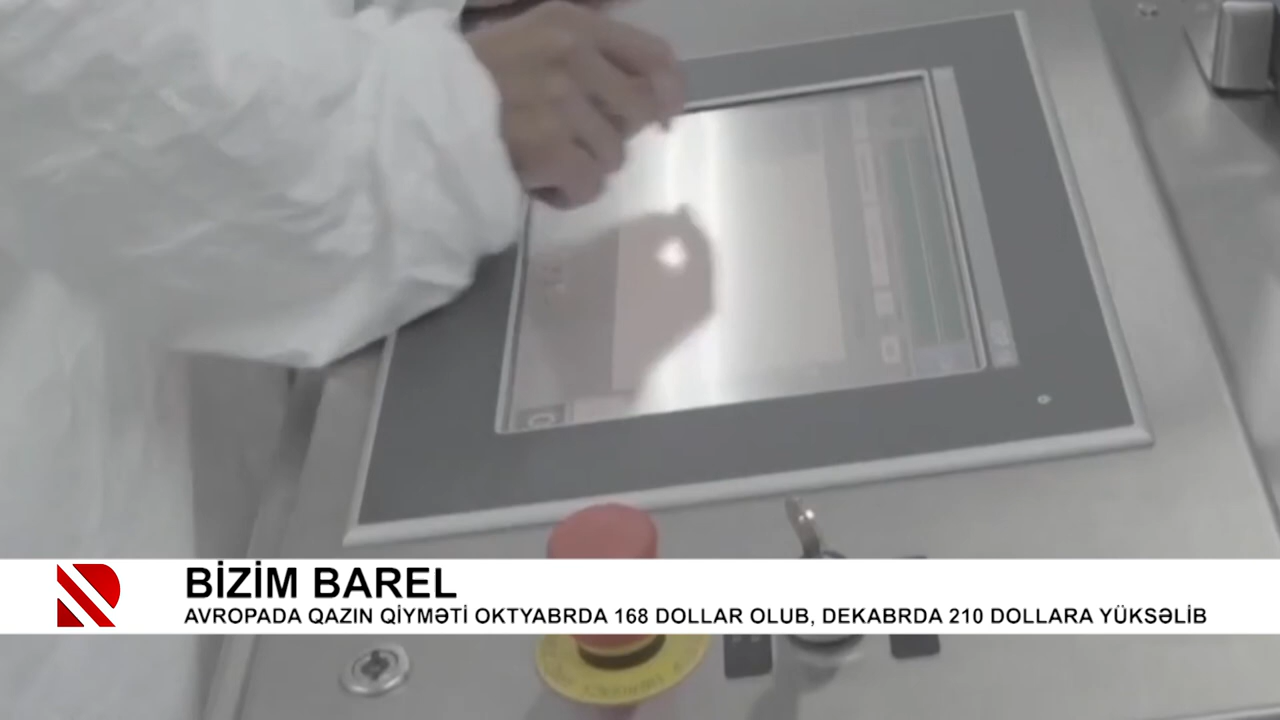 BİZİM BAREL
AVROPADA QAZIN QİYMƏTİ OKTYABRDA 168 DOLLAR OLUB, DEKABRDA 210 DOLLARA YÜKSƏLİB